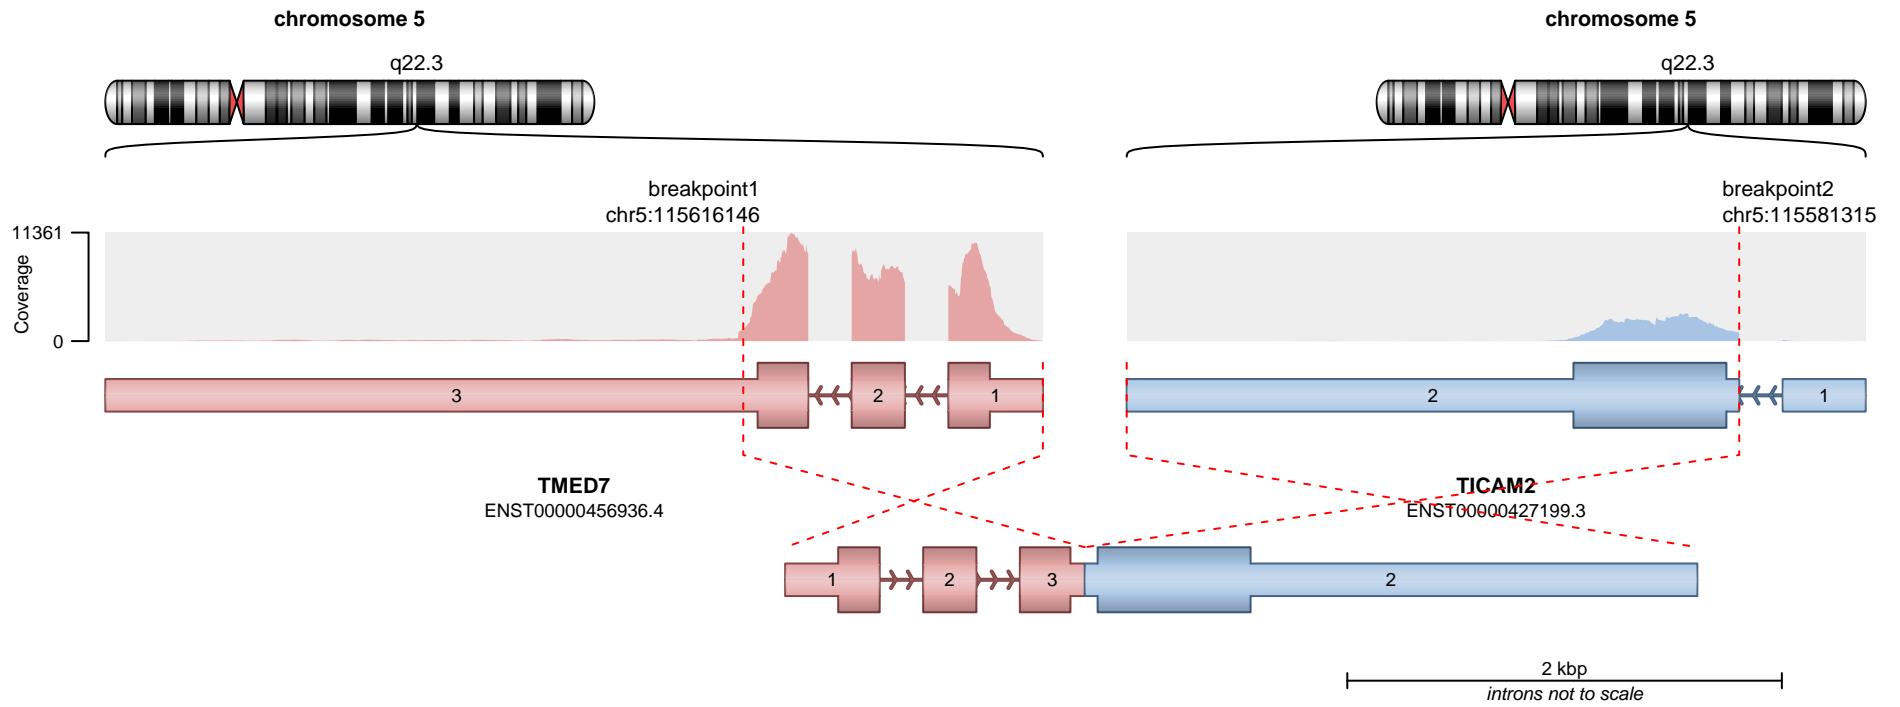 chromosome 5
chromosome 5
q22.3
q22.3
breakpoint1
chr5:115616146
breakpoint2
chr5:115581315
11361
Coverage
0
3
2
1
2
1
TMED7
ENST00000456936.4
TICAM2
ENST00000427199.3
1
2
3
2
2 kbp
introns not to scale